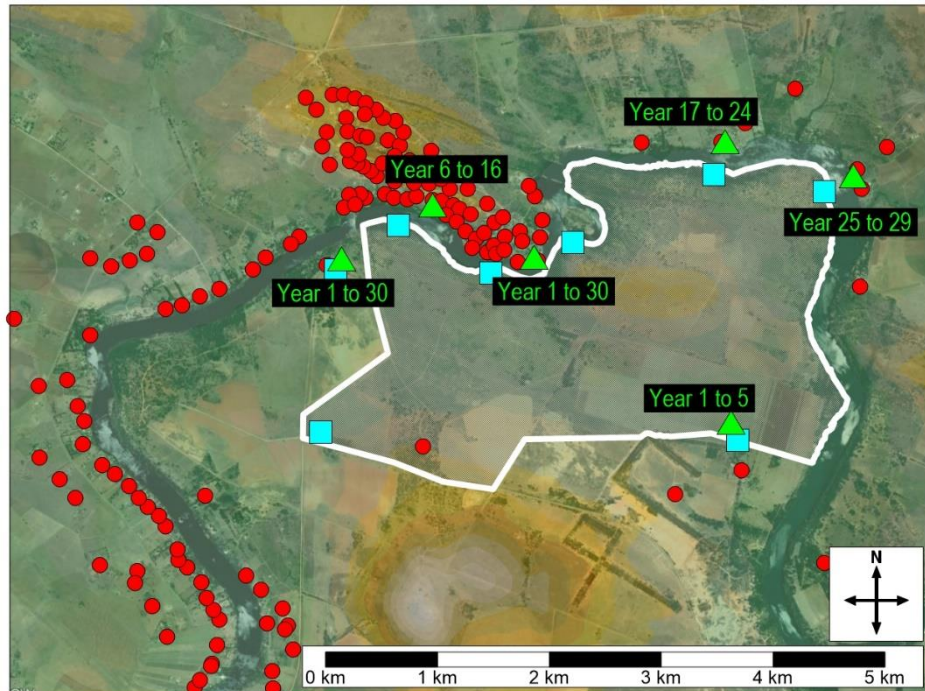 Year 17 to 24
Year 6 to 16
Year 25 to 29
Year 1 to 30
Year 1 to 30
Year 1 to 5
N
0 km
1 km
2 km
3 km
4 km
5 km